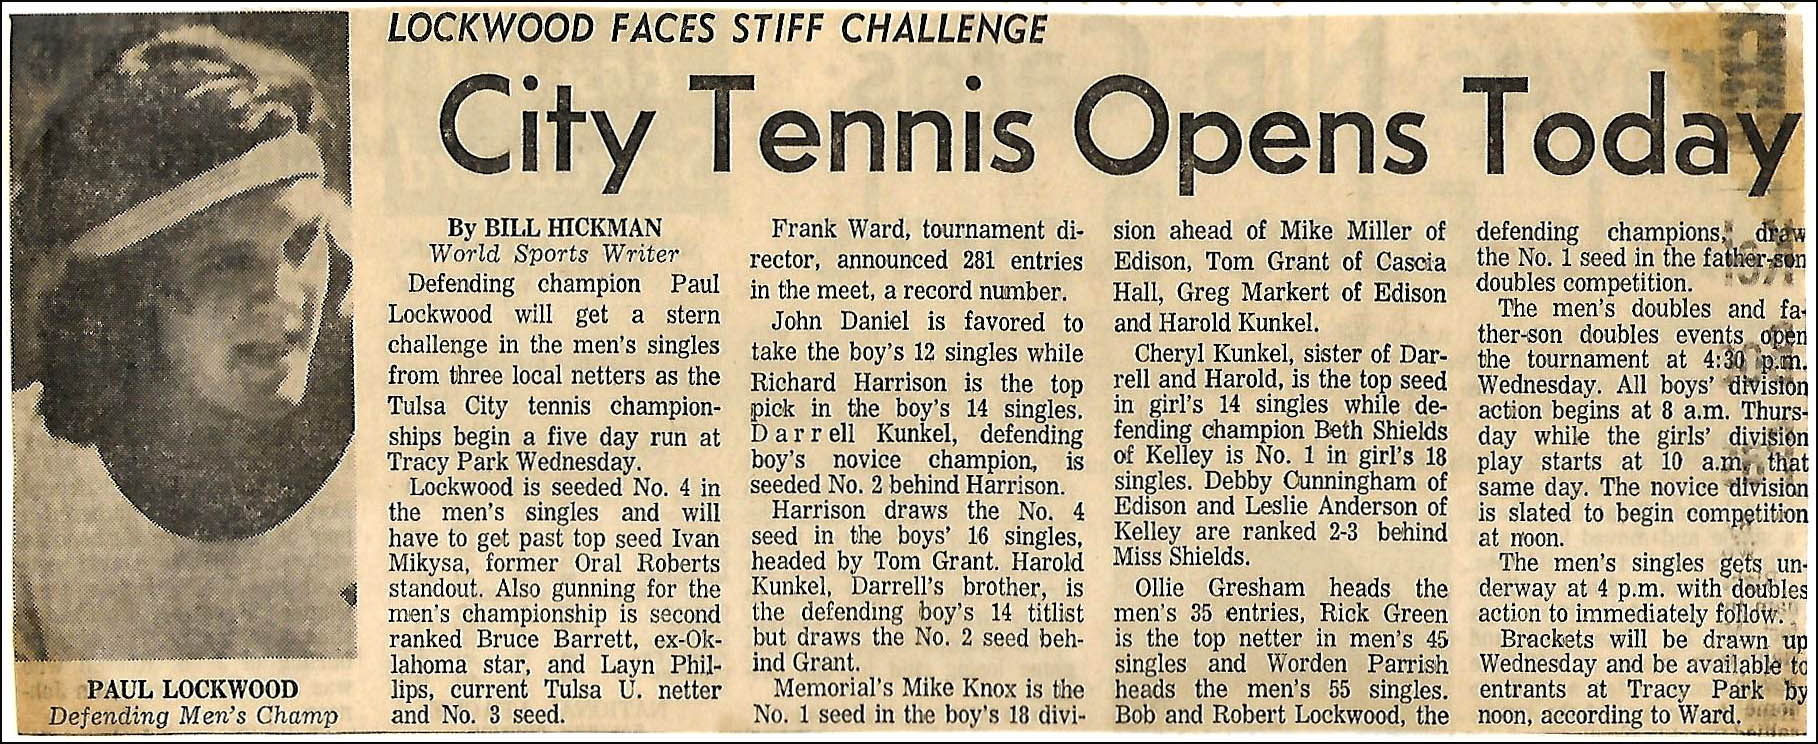 LOCKWOOD FACES STIFF CHALLENGE
City Tennis Opens Today
PAUL LOCKWOOD
Defending Men's Champ
By BILL HICKMAN
World Sports Writer
Defending champion Paul
Lockwood will get a stern
challenge in the men's singles
from three local netters as the
Tulsa City tennis champion-
ships begin a five day run at
Tracy Park Wednesday.
Lockwood is seeded No. 4 in
the men's singles and will
have to get past top seed Ivan
Mikysa, former Oral Roberts
standout. Also gunning for the
men's championship is second
ranked Bruce Barrett, ex-Ok-
lahoma star, and Layn Phil-
lips, current Tulsa U. netter
and No. 3 seed.
Frank Ward, tournament di-
rector, announced 281 entries
in the meet, a record number.
John Daniel is favored to
take the boy's 12 singles while
Richard Harrison is the top
pick in the boy's 14 singles.
Darrell Kunkel, defending
boy's novice champion, is
seeded No. 2 behind Harrison.
Harrison draws the No. 4
seed in the boys' 16 singles,
headed by Tom Grant. Harold
Kunkel, Darrell's brother, is
the defending boy's 14 titlist
but draws the No. 2 seed beh-
ind Grant.
Memorial's Mike Knox is the
No. 1 seed in the boy's 18 divi-
sion ahead of Mike Miller of
Edison, Tom Grant of Cascia
Hall, Greg Markert of Edison
and Harold Kunkel.
Cheryl Kunkel, sister of Dar-
rell and Harold, is the top seed
in girl's 14 singles while de-
fending champion Beth Shields
of Kelley is No. 1 in girl's 18
singles. Debby Cunningham of
Edison and Leslie Anderson of
Kelley are ranked 2-3 behind
Miss Shields.
Ollie Gresham heads the
men's 35 entries, Rick Green
is the top netter in men's 45
singles and Worden Parrish
heads the men's 55 singles.
Bob and Robert Lockwood, the
defending champions, draw
the No. 1 seed in the father-son
doubles competition.
The men's doubles and fa-
ther-son doubles events open
the tournament at 4:30 p.m.
Wednesday. All boys' division
action begins at 8 a.m. Thurs-
day while the girls' division
play starts at 10 a.m. that
same day. The novice division
is slated to begin competition
at noon.
The men's singles gets un-
derway at 4 p.m. with doubles
action to immediately follow.
Brackets will be drawn up
Wednesday and be available to
entrants at Tracy Park by
noon, according to Ward.